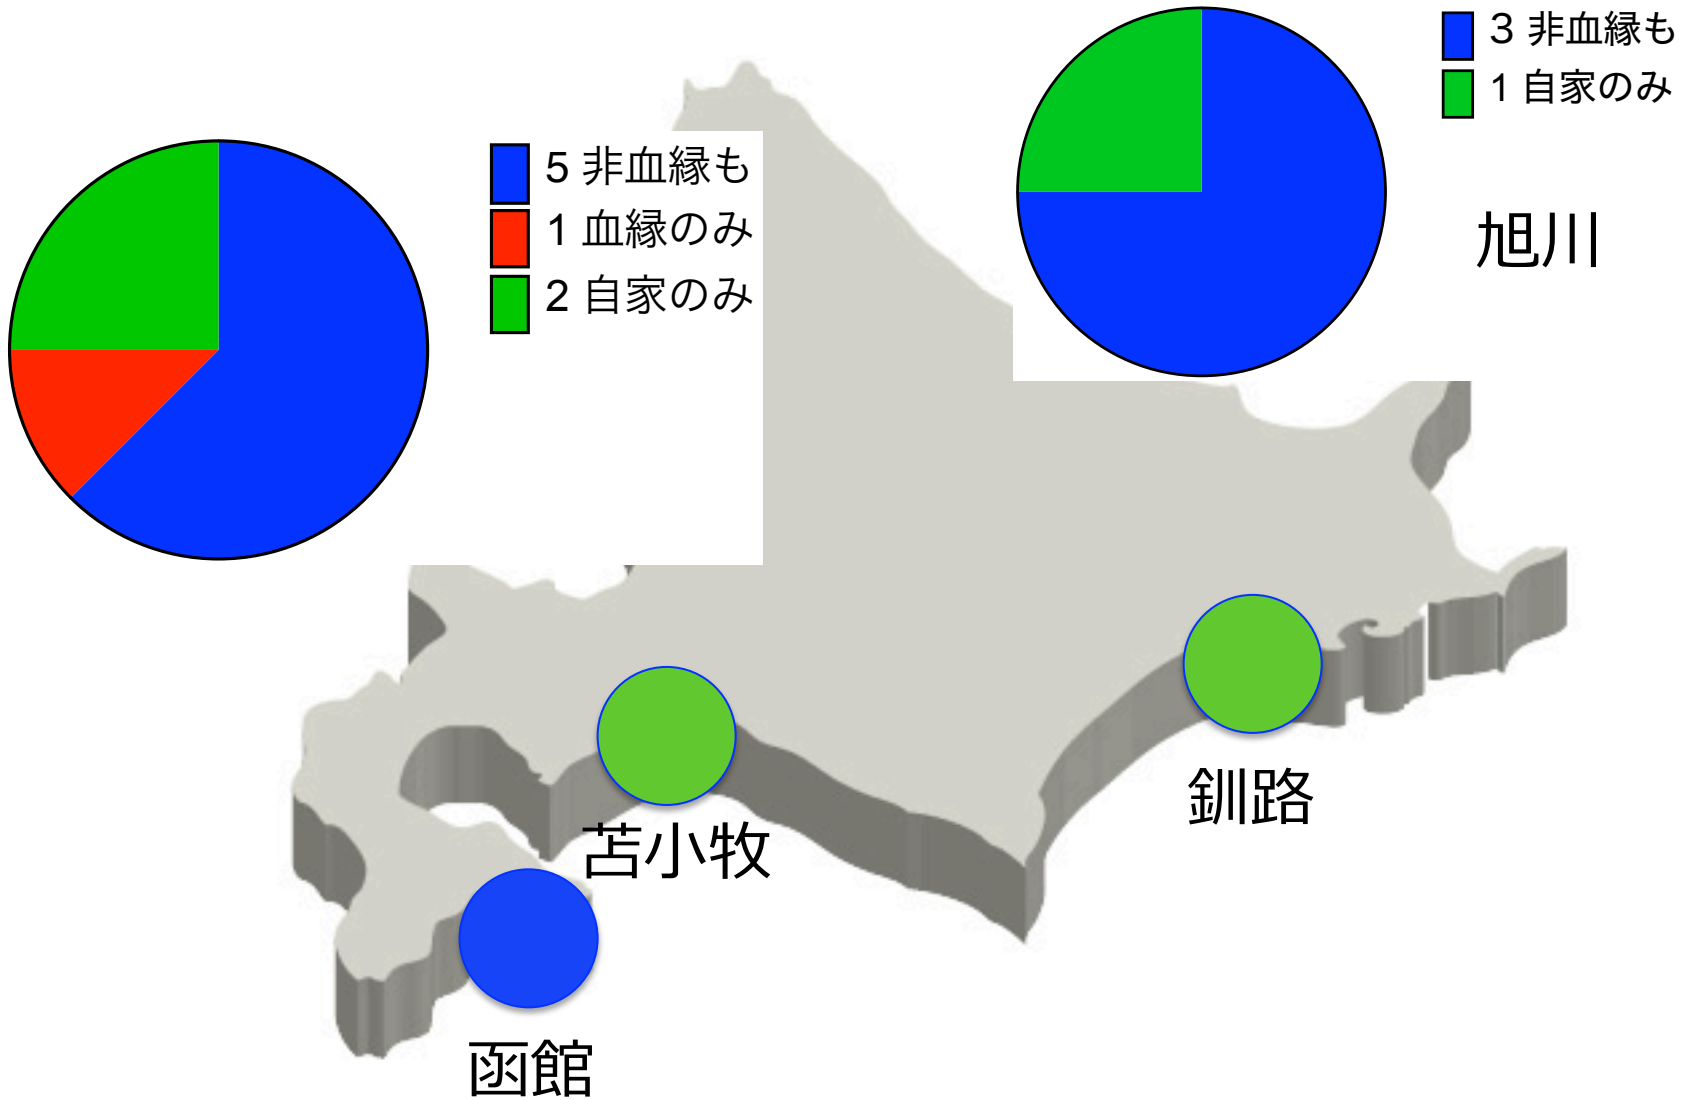 5 非血縁も
1 血縁のみ
2 自家のみ
3 非血縁も
1 自家のみ
旭川
釧路
苫小牧
函館